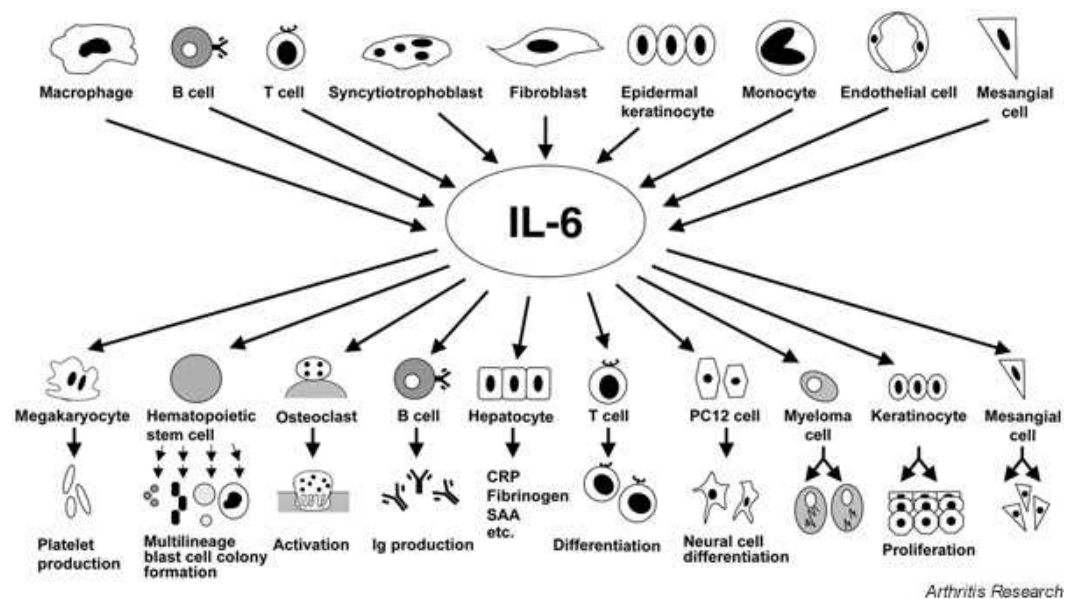 Macrophage
B cell
T cell
Syncytiotrophoblast
Fibroblast
Epidermal
keratinocyte
Monocyte
Endothelial cell
Mesangial
cell
IL-6
Megakaryocyte
Hematopoietic
stem cell
Osteoclast
B cell
Hepatocyte
T cell
PC12 cell
Myeloma
cell
Keratinocyte
Mesangial
cell
Platelet
production
Multilineage
blast cell colony
formation
Activation
Ig production
CRP
Fibrinogen
SAA
etc.
Differentiation
Neural cell
differentiation
Proliferation
Arthritis Research